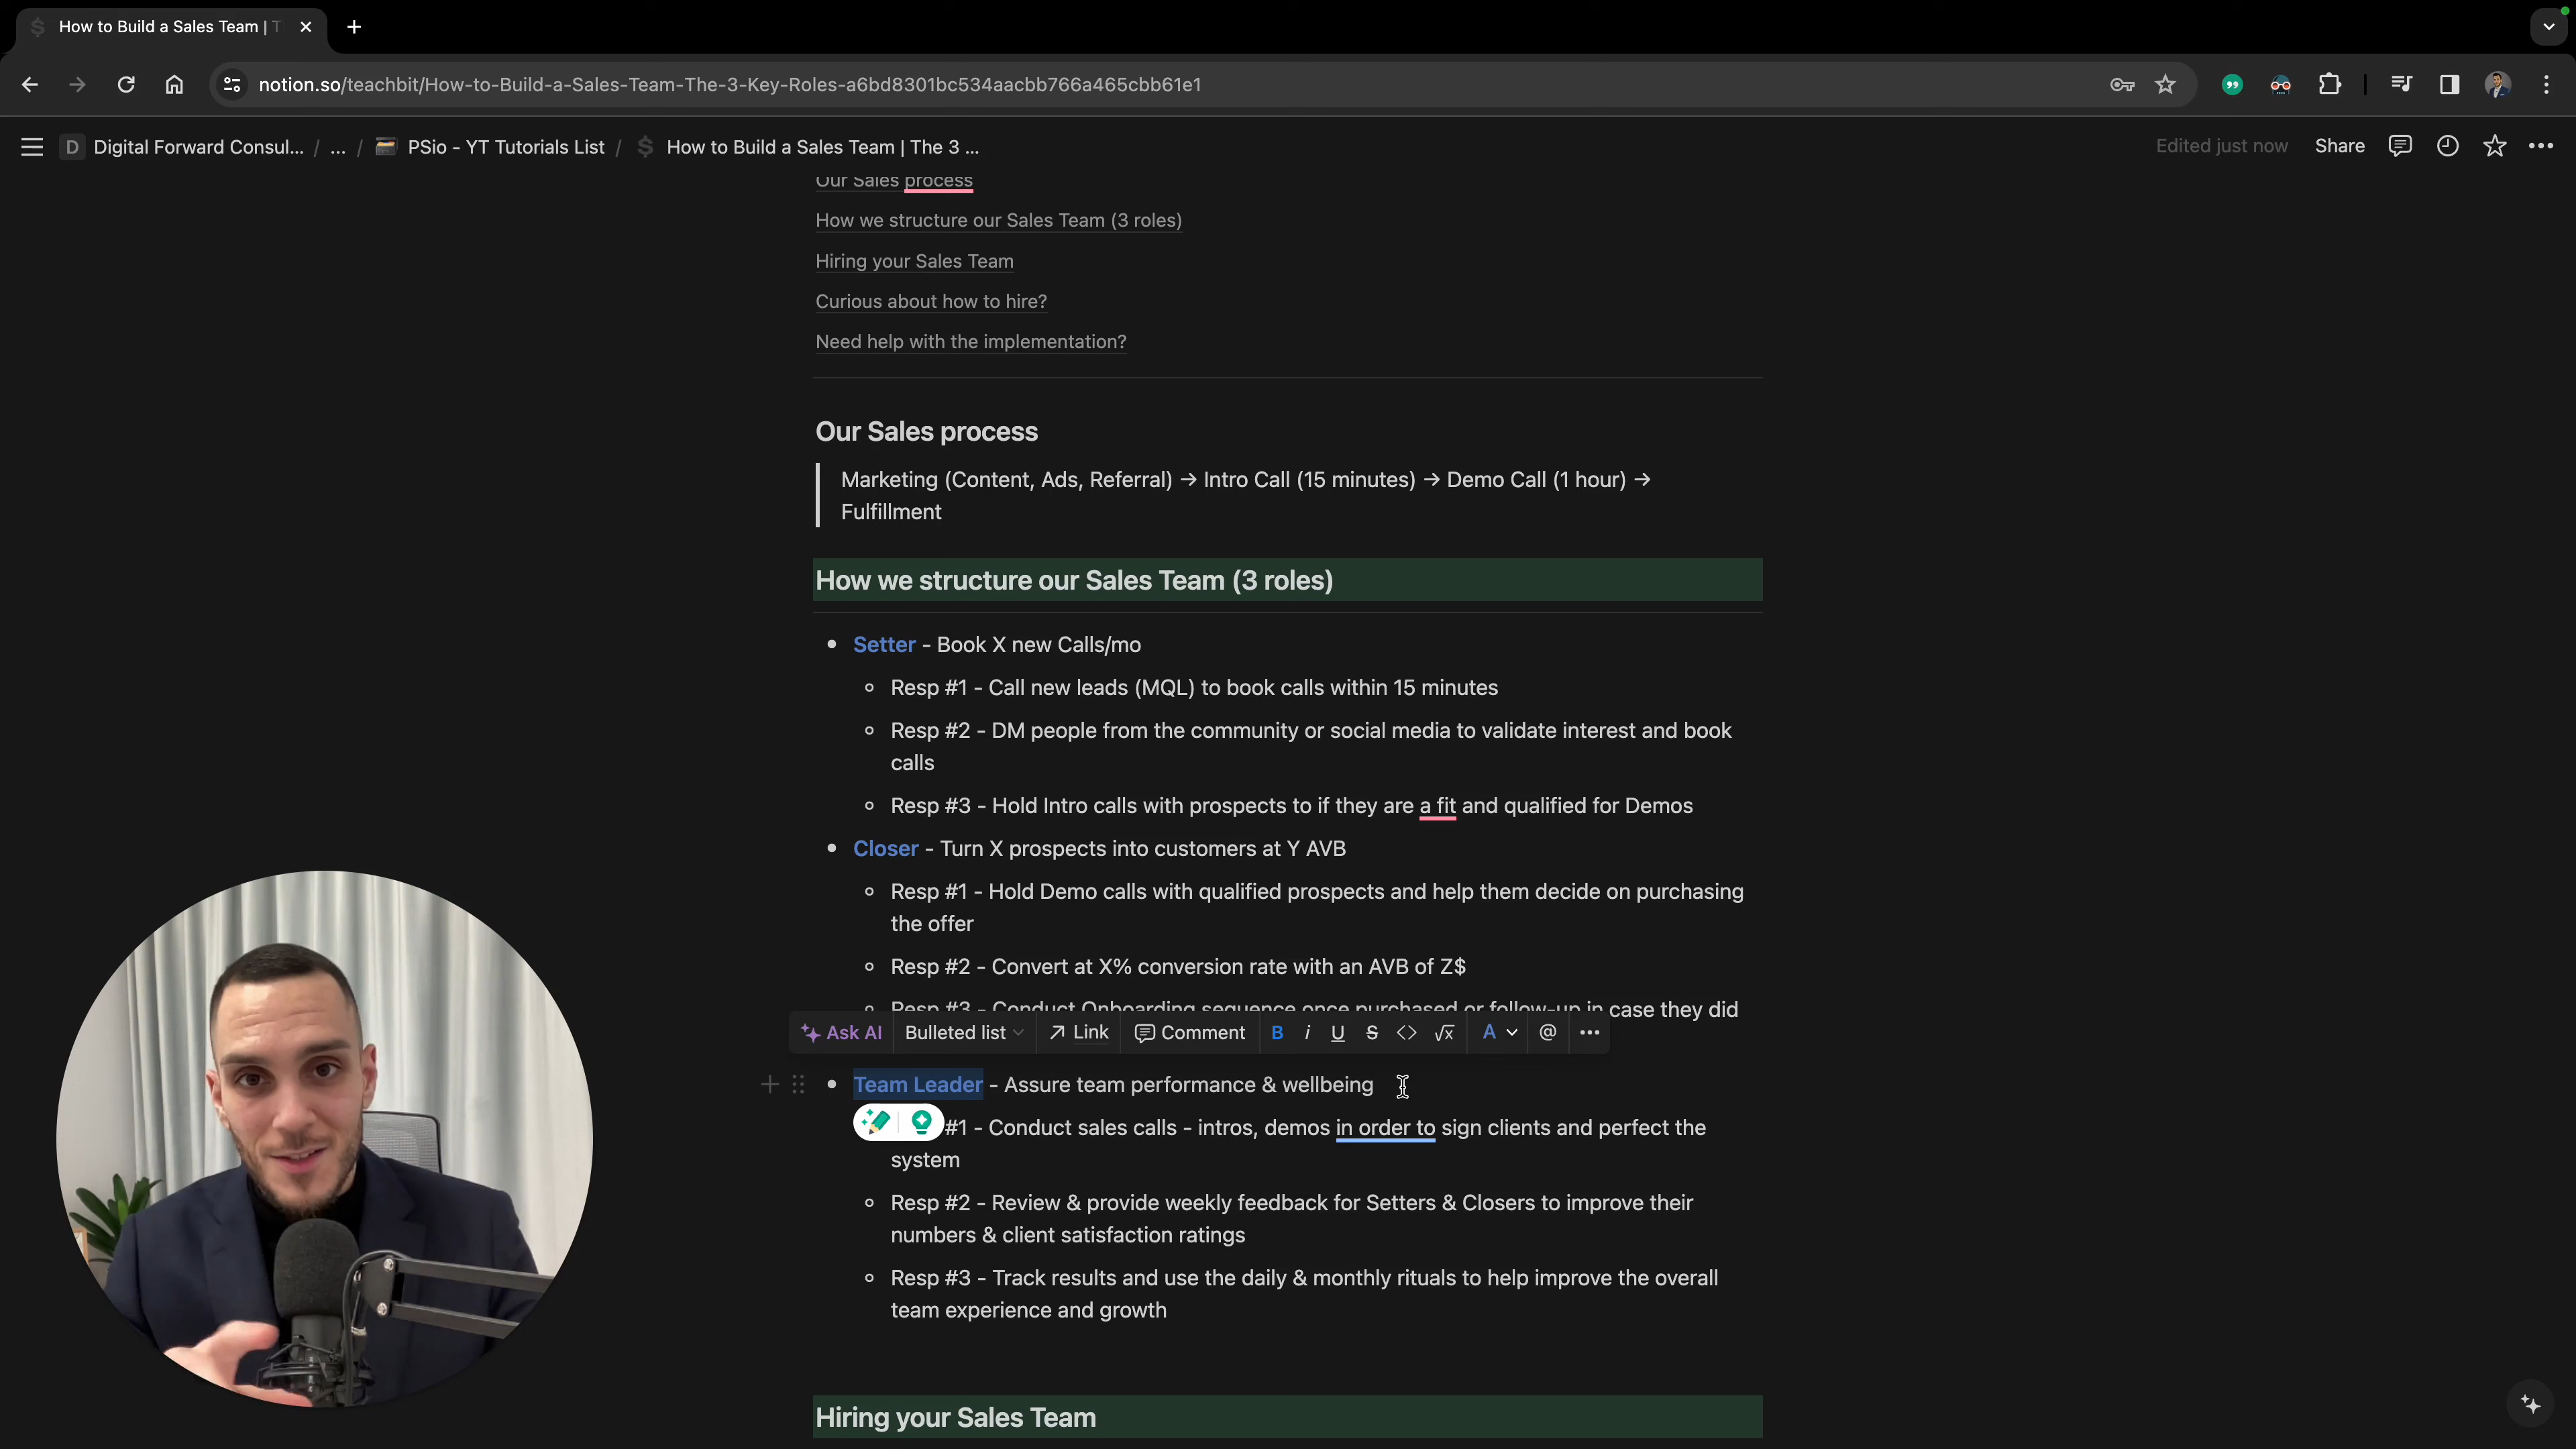 How to Build a Sales Team | T
notion.so/teachbit/How-to-Build-a-Sales-Team-The-3-Key-Roles-a6bd8301bc534aacbb766a465cbb61e1
D Digital Forward Consul... / ... / PSio - YT Tutorials List / How to Build a Sales Team | The 3 ...
Edited just now Share
Our Sales process
How we structure our Sales Team (3 roles)
Hiring your Sales Team
Curious about how to hire?
Need help with the implementation?
Our Sales process
Marketing (Content, Ads, Referral) → Intro Call (15 minutes) → Demo Call (1 hour) →
Fulfillment
How we structure our Sales Team (3 roles)
Setter - Book X new Calls/mo
Resp #1 - Call new leads (MQL) to book calls within 15 minutes
Resp #2 - DM people from the community or social media to validate interest and book
calls
Resp #3 - Hold Intro calls with prospects to if they are a fit and qualified for Demos
Closer - Turn X prospects into customers at Y AVB
Resp #1 - Hold Demo calls with qualified prospects and help them decide on purchasing
the offer
Resp #2 - Convert at X% conversion rate with an AVB of Z$
Resp #3 - Conduct Onboarding sequence once purchased or follow-up in case they did
Ask AI Bulleted list Link Comment B i U S <> √x A @ •••
Team Leader - Assure team performance & wellbeing
#1 - Conduct sales calls - intros, demos in order to sign clients and perfect the
system
Resp #2 - Review & provide weekly feedback for Setters & Closers to improve their
numbers & client satisfaction ratings
Resp #3 - Track results and use the daily & monthly rituals to help improve the overall
team experience and growth
Hiring your Sales Team